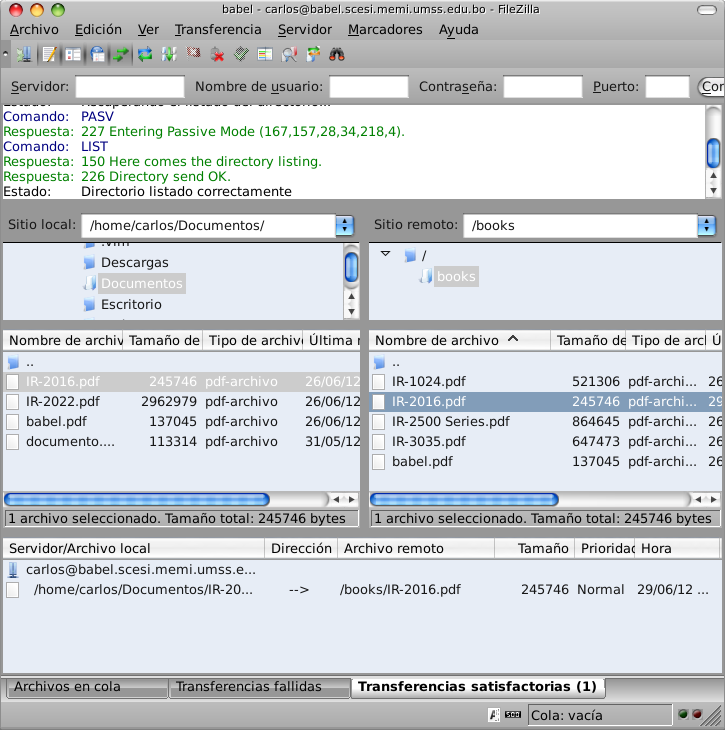 babel - carlos@babel.scesi.memi.umss.edu.bo - FileZilla
Archivo Edición Ver Transferencia Servidor Marcadores Ayuda
Servidor: Nombre de usuario: Contraseña: Puerto:
Comando: PASV
Respuesta: 227 Entering Passive Mode (167,157,28,34,218,4).
Comando: LIST
Respuesta: 150 Here comes the directory listing.
Respuesta: 226 Directory send OK.
Estado: Directorio listado correctamente
Sitio local: /home/carlos/Documentos/
Sitio remoto: /books
.vim
Descargas
Documentos
Escritorio
/
books
Nombre de archiv Tamaño de Tipo de archiv Última
..
IR-2016.pdf 245746 pdf-archivo 26/06/12
IR-2022.pdf 2962979 pdf-archivo 26/06/12
babel.pdf 137045 pdf-archivo 26/06/12
documento.... 113314 pdf-archivo 31/05/12
1 archivo seleccionado. Tamaño total: 245746 bytes
Nombre de archivo Tamaño de Tipo de arc Ú
..
IR-1024.pdf 521306 pdf-archi... 26
IR-2016.pdf 245746 pdf-archi... 29
IR-2500 Series.pdf 864645 pdf-archi... 26
IR-3035.pdf 647473 pdf-archi... 26
babel.pdf 137045 pdf-archi... 26
1 archivo seleccionado. Tamaño total: 245746 bytes
Servidor/Archivo local Dirección Archivo remoto Tamaño Prioridad Hora
carlos@babel.scesi.memi.umss.e...
/home/carlos/Documentos/IR-20... --> /books/IR-2016.pdf 245746 Normal 29/06/12 ...
Archivos en cola Transferencias fallidas Transferencias satisfactorias (1)
Cola: vacía